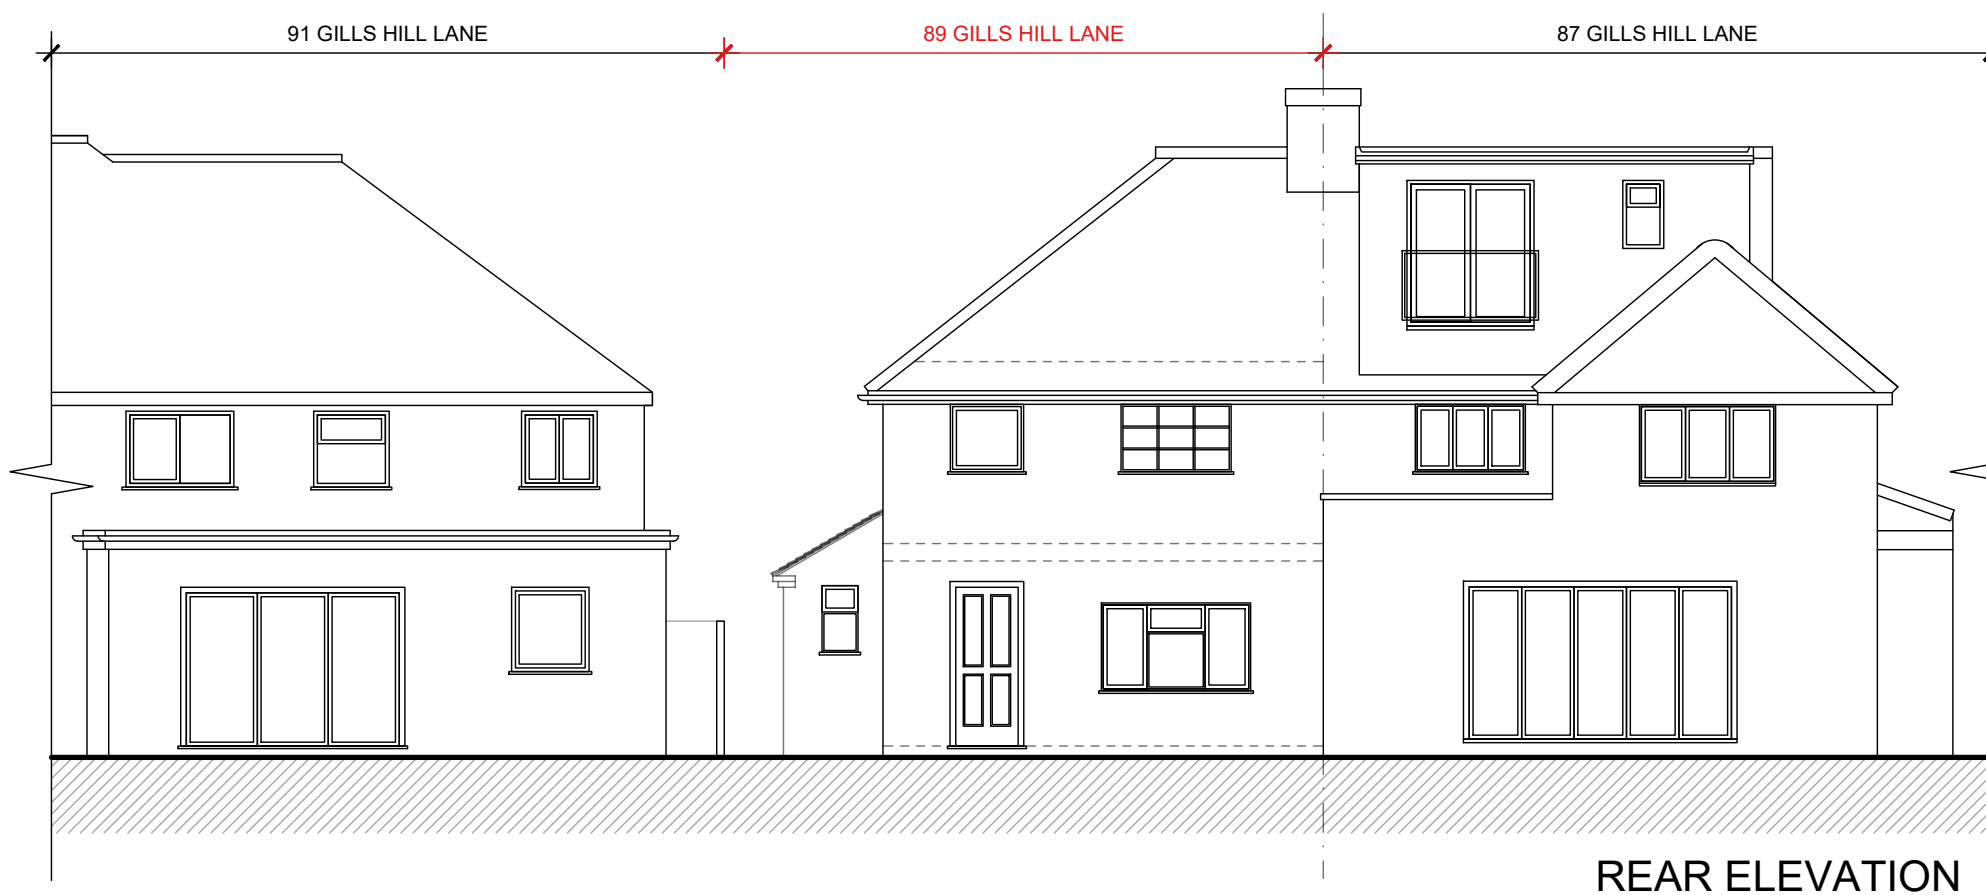 91 GILLS HILL LANE
89 GILLS HILL LANE
87 GILLS HILL LANE
REAR ELEVATION